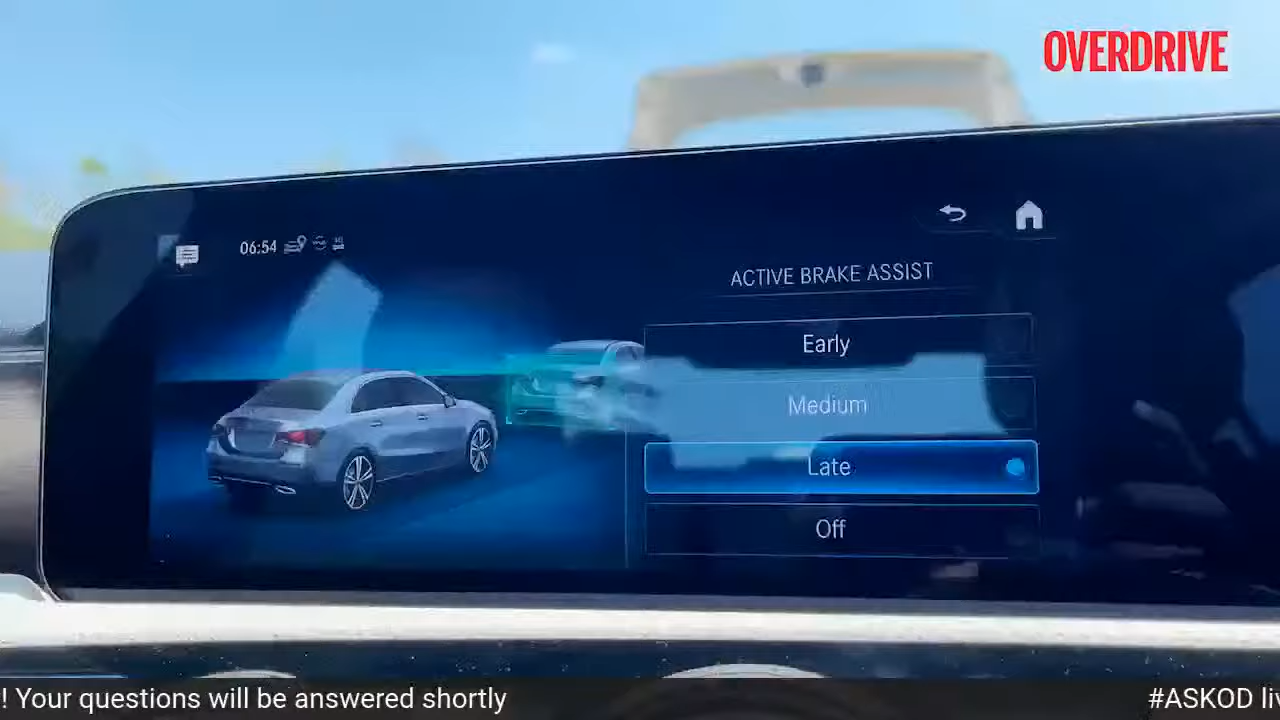 OVERDRIVE
06:54
ACTIVE BRAKE ASSIST
Early
Medium
Late
Off
! Your questions will be answered shortly
#ASKOD liv